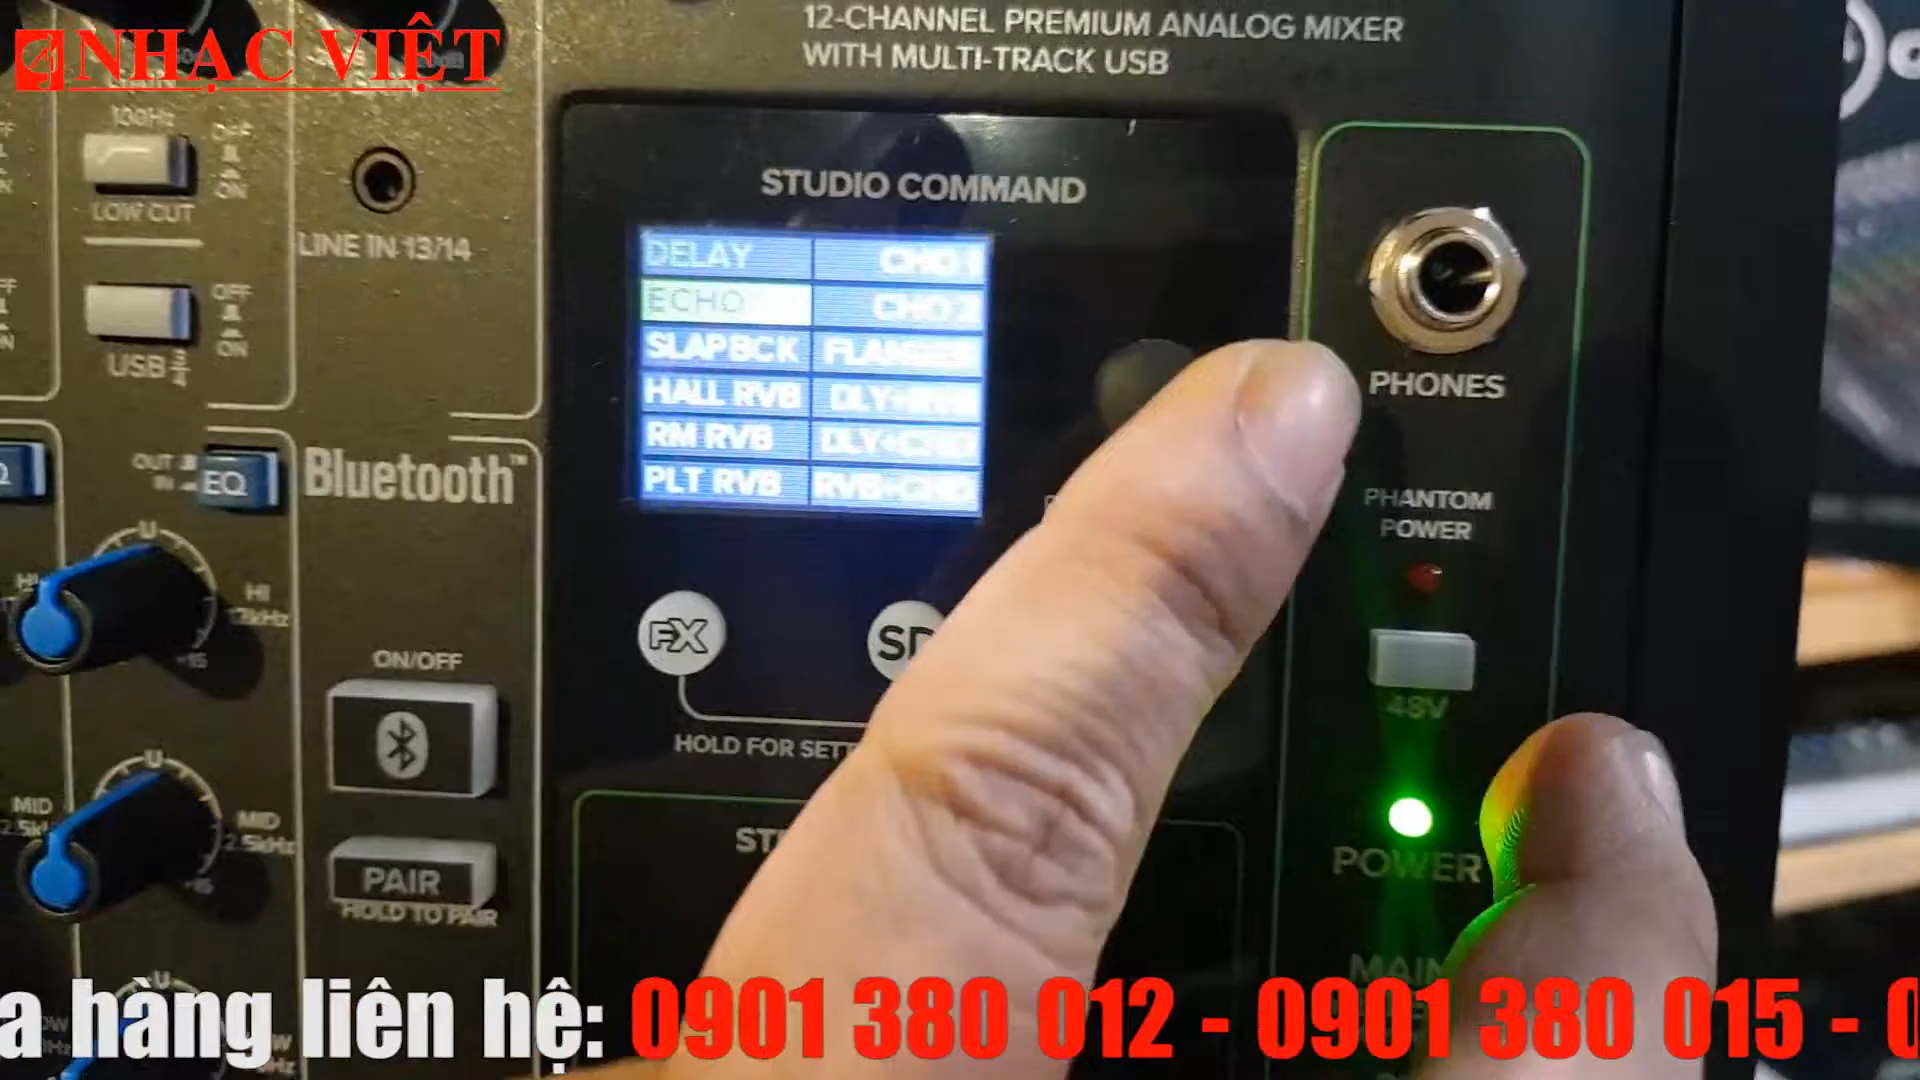 NHẠC VIỆT
12-CHANNEL PREMIUM ANALOG MIXER
WITH MULTI-TRACK USB
100Hz
OFF
ON
LOW CUT
LINE IN 13/14
OFF
ON
USB 3/4
STUDIO COMMAND
DELAY CHO 1
ECHO CHO 2
SLAPBCK
HALL RVB DLY+RVB
RM RVB DLY+CHO
PLT RVB RVB+CHO
PHONES
PHANTOM
POWER
48V
POWER
MAIN
OUT
IN
EQ
Bluetooth™
U
HI
12kHz
+15
ON/OFF
PAIR
HOLD TO PAIR
U
MID
2.5kHz
MID
2.5kHz
+15
U
FX
SD
HOLD FOR
a hàng liên hệ: 0901 380 012 - 0901 380 015 - 0